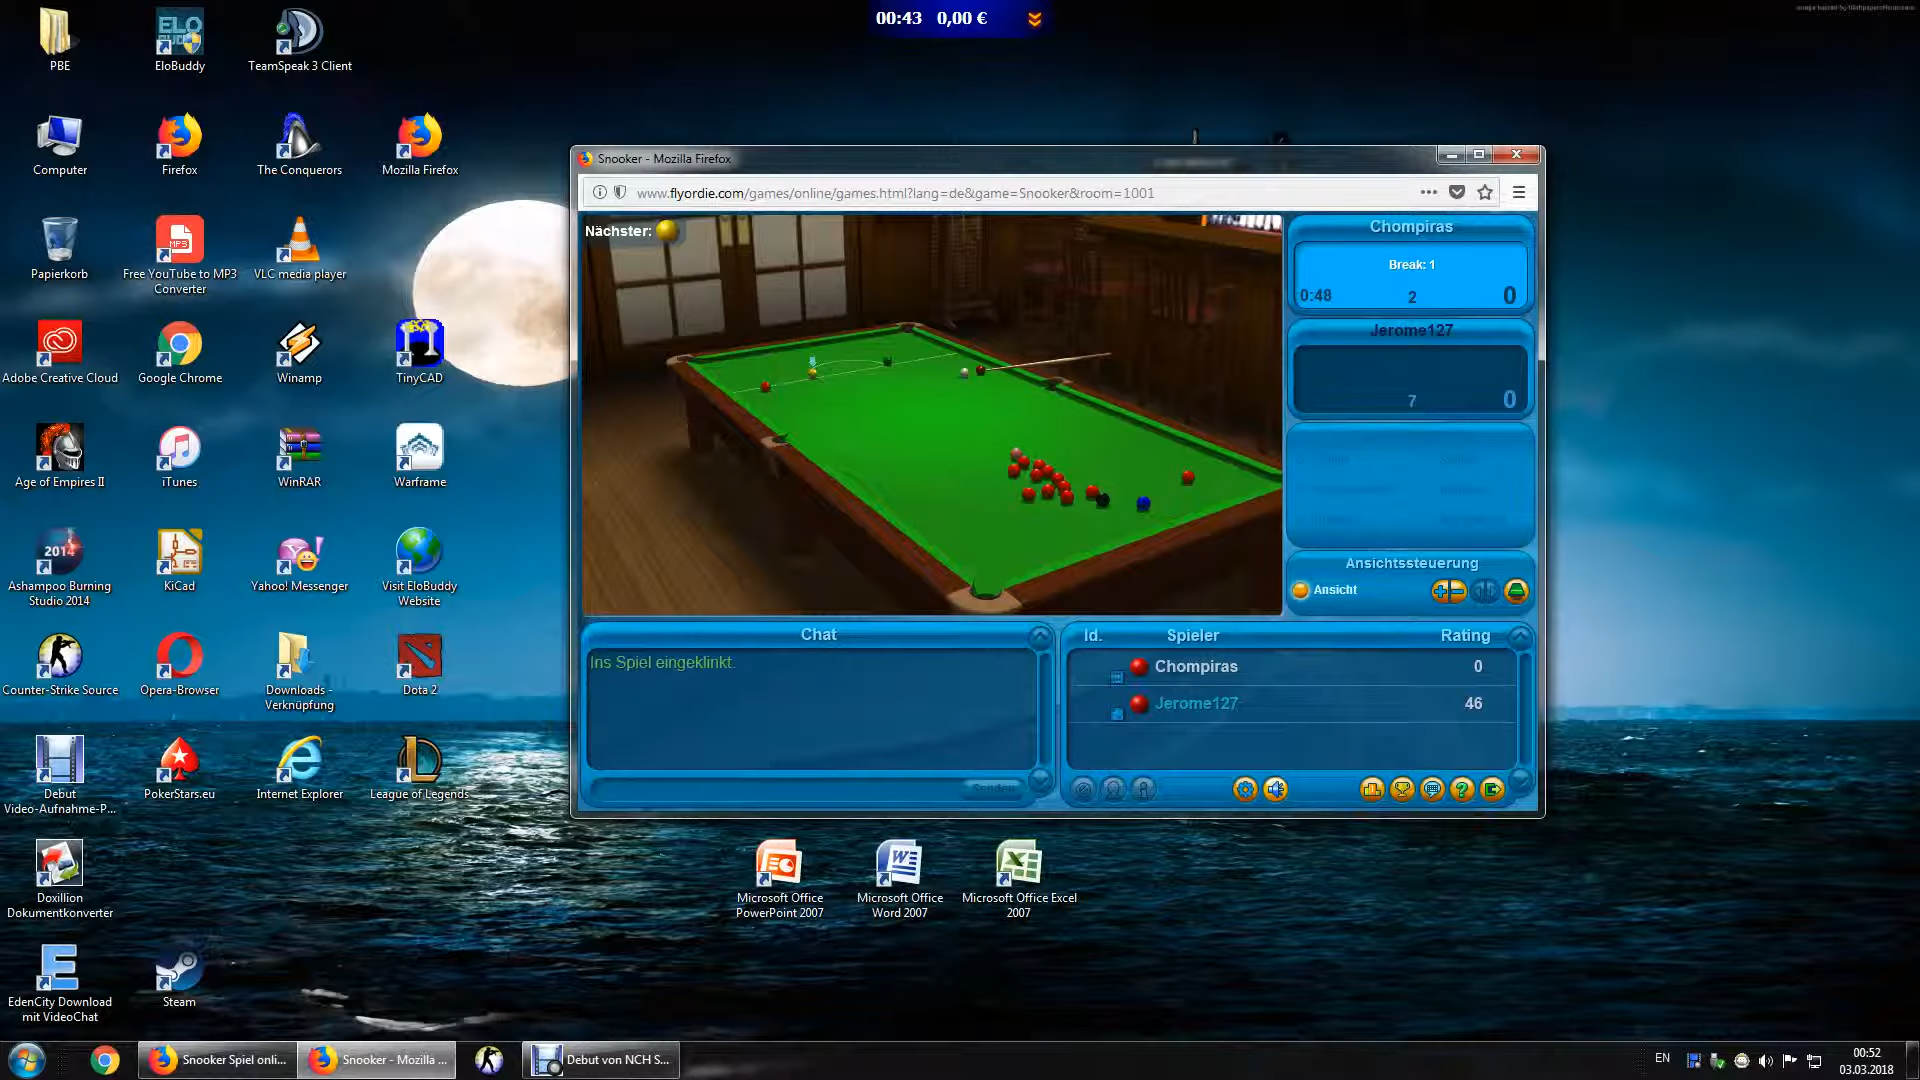 00:43 0,00 €
PBE
EloBuddy
TeamSpeak 3 Client
Computer
Firefox
The Conquerors
Mozilla Firefox
Papierkorb
Free YouTube to MP3
Converter
VLC media player
Adobe Creative Cloud
Google Chrome
Winamp
TinyCAD
Age of Empires II
iTunes
WinRAR
Warframe
Ashampoo Burning
Studio 2014
KiCad
Yahoo! Messenger
Visit EloBuddy
Website
Counter-Strike Source
Opera-Browser
Downloads -
Verknüpfung
Dota 2
Debut
Video-Aufnahme-P...
PokerStars.eu
Internet Explorer
League of Legends
Doxillion
Dokumentkonverter
EdenCity Download
mit VideoChat
Steam
Snooker - Mozilla Firefox
www.flyordie.com/games/online/games.html?lang=de&game=Snooker&room=1001
Nächster:
Chompiras
Break: 1
0:48 2 0
Jerome127
7 0
Ansichtssteuerung
Ansicht
Chat
Ins Spiel eingeklinkt.
Senden
Id. Spieler Rating
Chompiras 0
Jerome127 46
Microsoft Office
PowerPoint 2007
Microsoft Office
Word 2007
Microsoft Office Excel
2007
Snooker Spiel onli...
Snooker - Mozilla ...
Debut von NCH S...
EN
00:52
03.03.2018